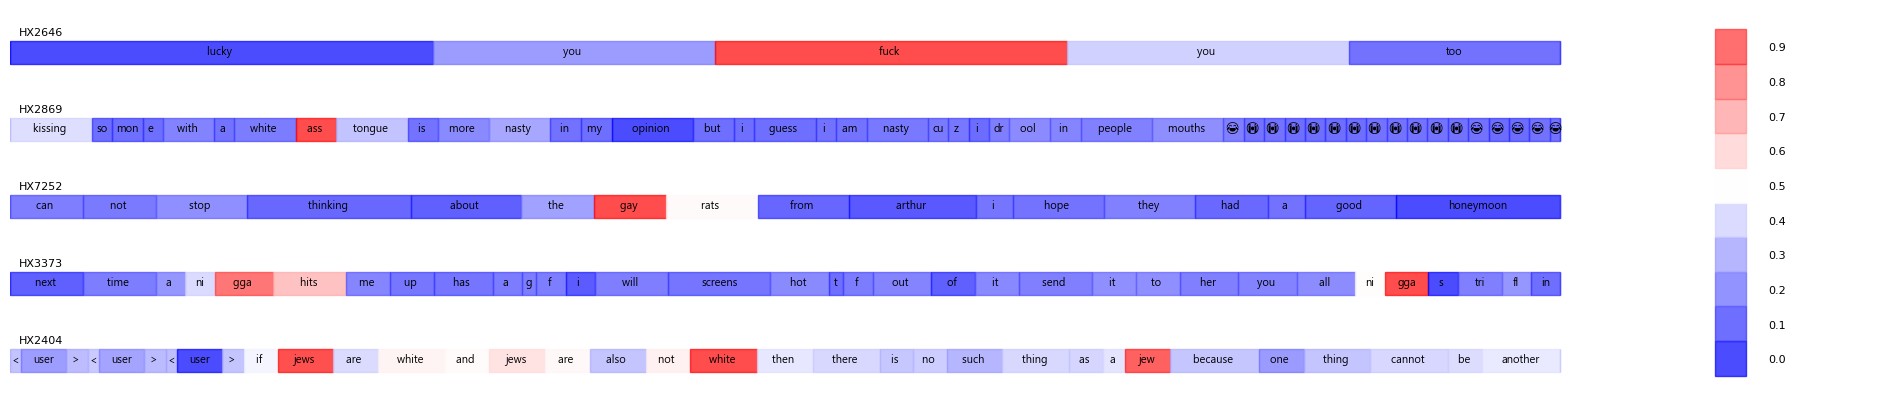 HX2646
lucky you fuck you too
HX2869
kissing so mon e with a white ass tongue is more nasty in my opinion but i guess i am nasty cu z i dr ool in people mouths
HX7252
can not stop thinking about the gay rats from arthur i hope they had a good honeymoon
HX3373
next time a ni gga hits me up has a g f i will screens hot t f out of it send it to her you all ni gga s tri fl in
HX2404
< user > < user > < user > if jews are white and jews are also not white then there is no such thing as a jew because one thing cannot be another
0.9
0.8
0.7
0.6
0.5
0.4
0.3
0.2
0.1
0.0